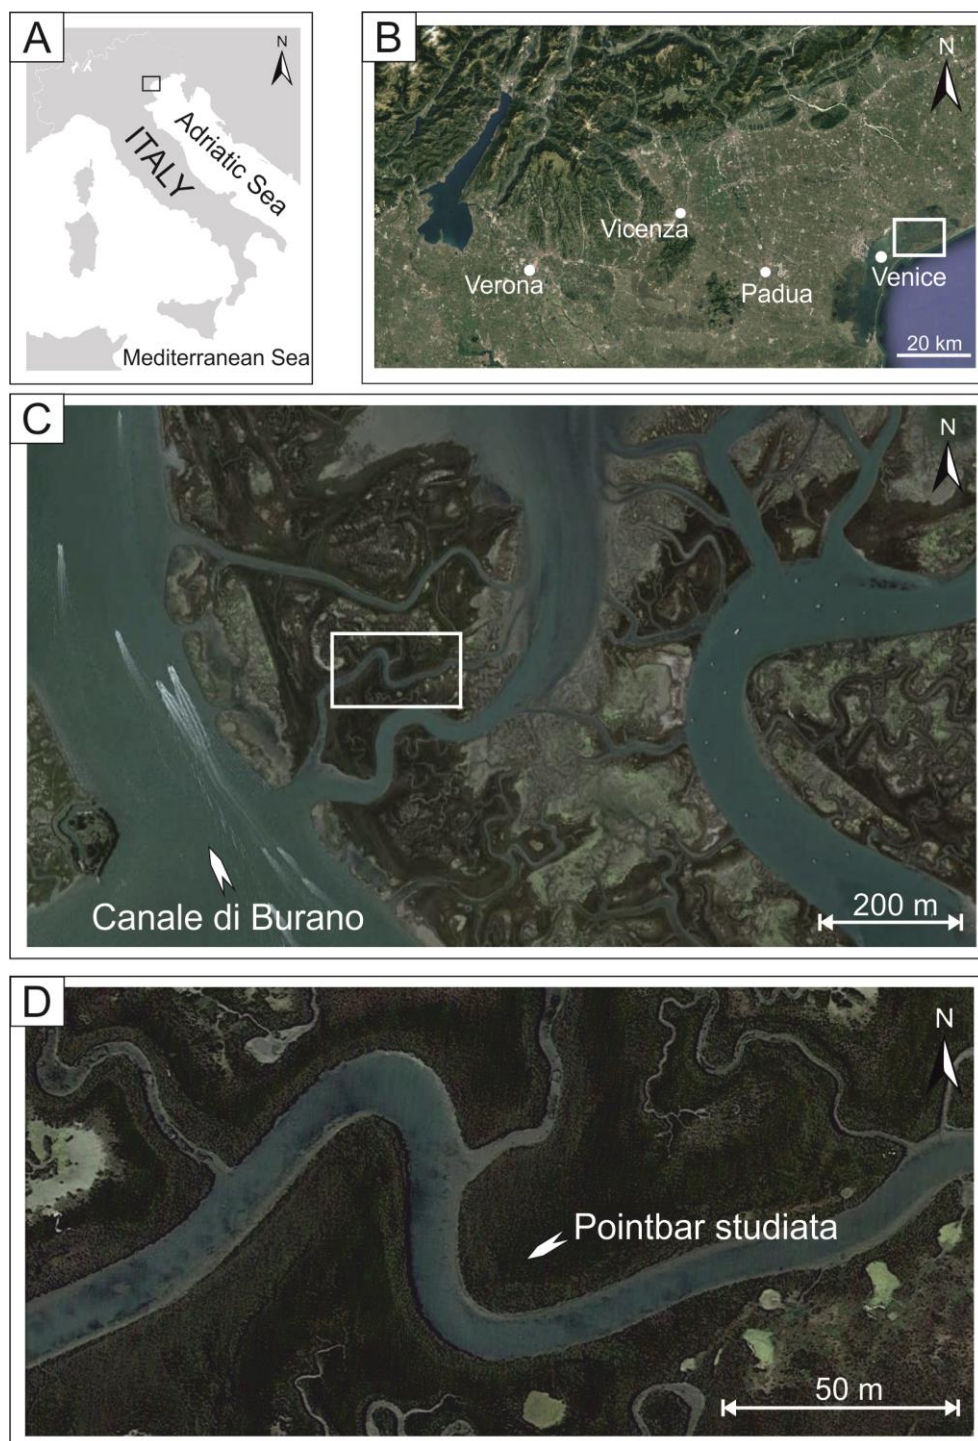 A
N
ITALY
Adriatic Sea
Mediterranean Sea
B
N
Vicenza
Verona
Padua
Venice
20 km
C
N
Canale di Burano
200 m
D
N
Pointbar studiata
50 m